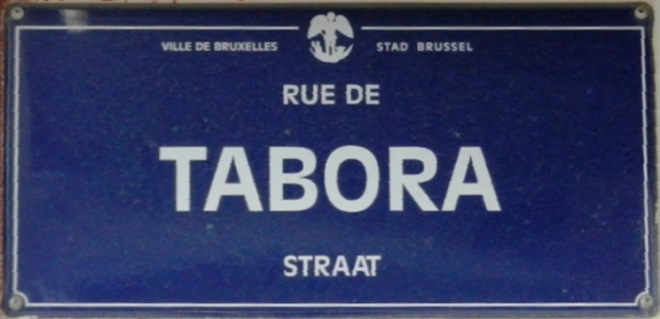 VILLE DE BRUXELLES STAD BRUSSEL
RUE DE
TABORA
STRAAT